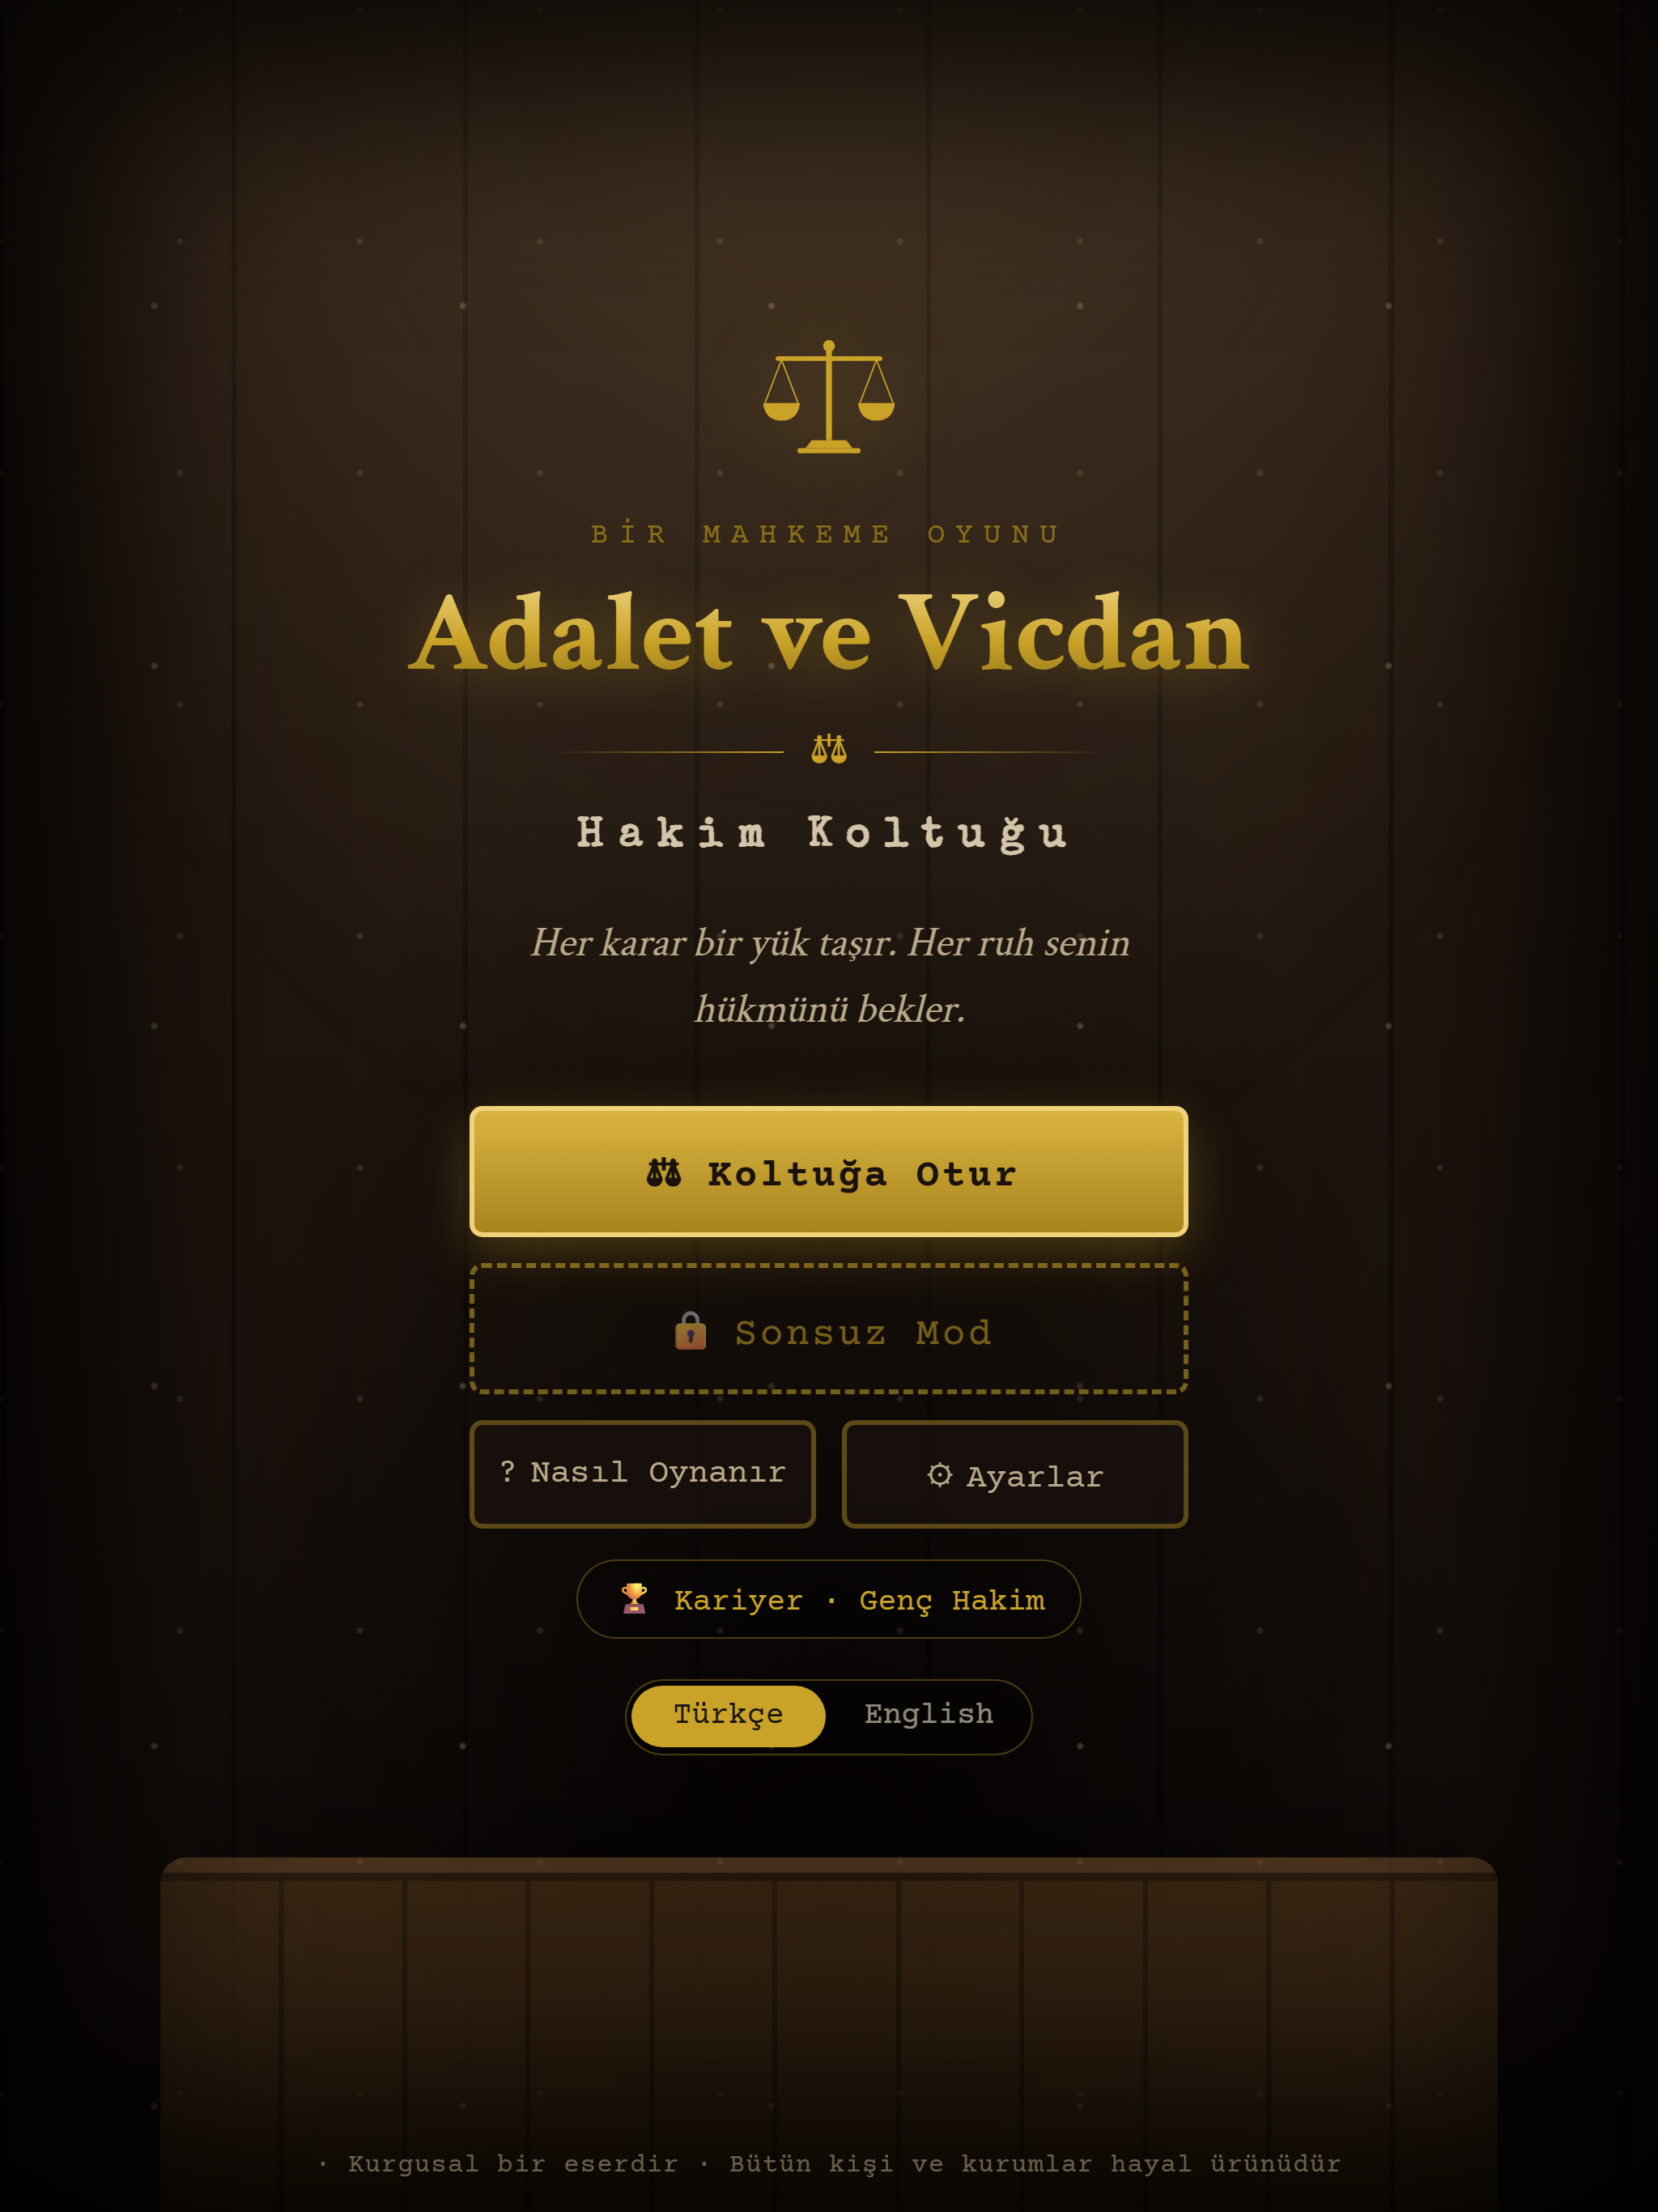 BİR MAHKEME OYUNU
Adalet ve Vicdan
Hakim Koltuğu
Her karar bir yük taşır. Her ruh senin
hükmünü bekler.
Koltuğa Otur
Sonsuz Mod
? Nasıl Oynanır
Ayarlar
Kariyer · Genç Hakim
Türkçe English
· Kurgusal bir eserdir · Bütün kişi ve kurumlar hayal ürünüdür